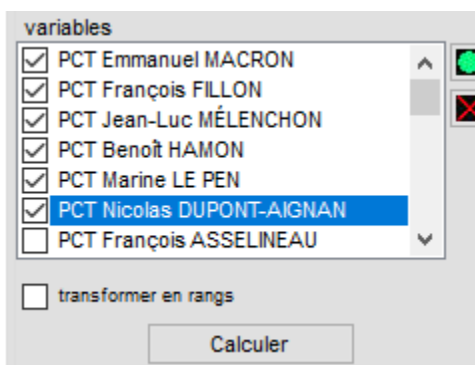 variables
PCT Emmanuel MACRON
PCT François FILLON
PCT Jean-Luc MÉLENCHON
PCT Benoît HAMON
PCT Marine LE PEN
PCT Nicolas DUPONT-AIGNAN
PCT François ASSELINEAU
transformer en rangs
Calculer